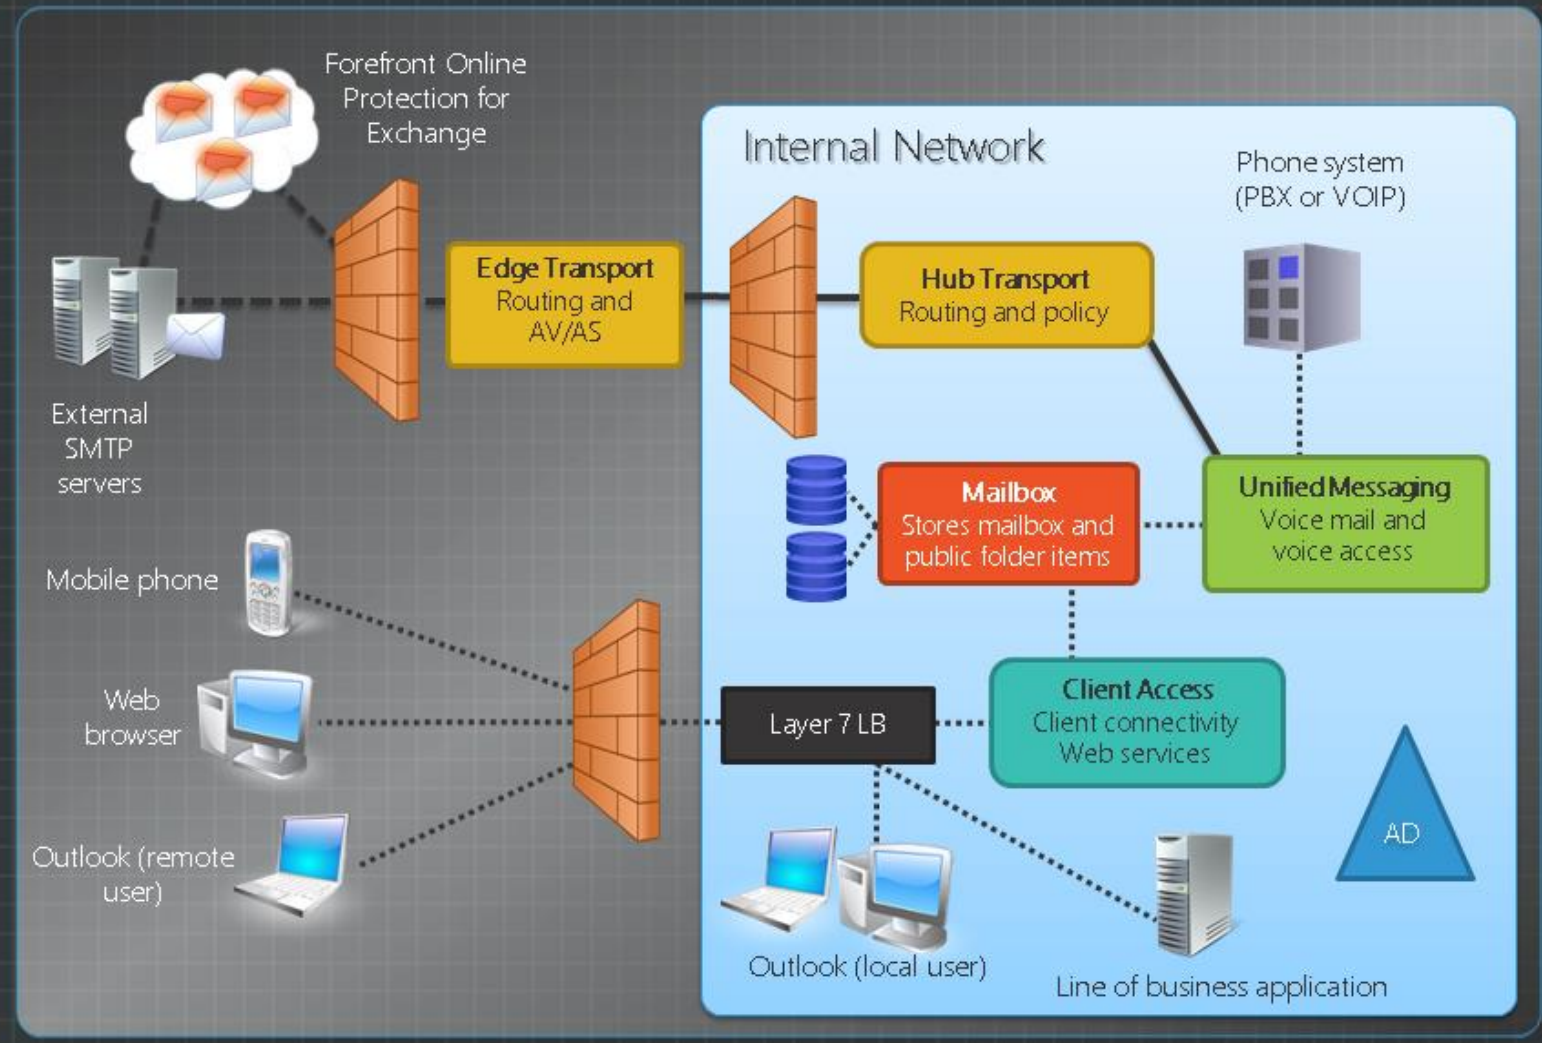 Forefront Online
Protection for
Exchange
Internal Network
Phone system
(PBX or VOIP)
Edge Transport
Routing and
AV/AS
Hub Transport
Routing and policy
External
SMTP
servers
Mailbox
Stores mailbox and
public folder items
Unified Messaging
Voice mail and
voice access
Mobile phone
Web
browser
Layer 7 LB
Client Access
Client connectivity
Web services
Outlook (remote
user)
AD
Outlook (local user)
Line of business application